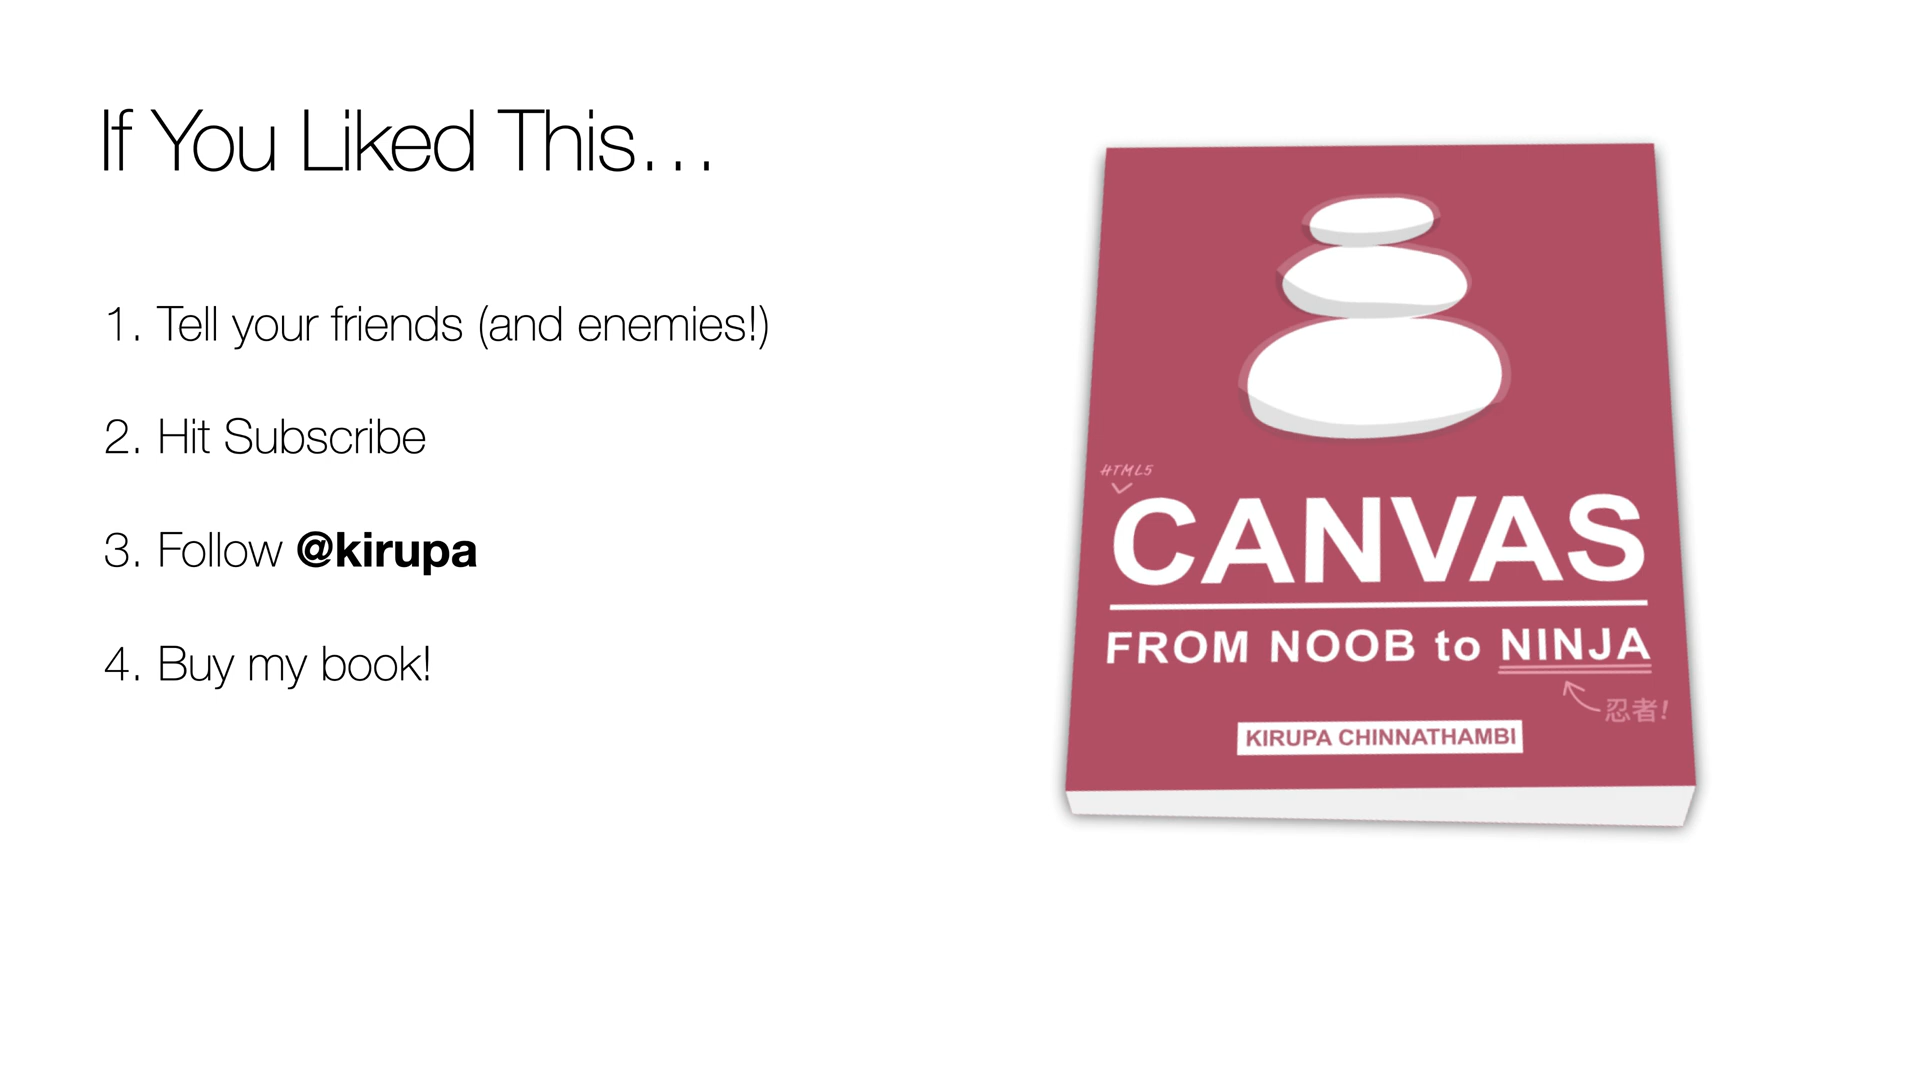 If You Liked This…
1. Tell your friends (and enemies!)
2. Hit Subscribe
3. Follow @kirupa
4. Buy my book!
HTML5
CANVAS
FROM NOOB to NINJA
忍者!
KIRUPA CHINNATHAMBI